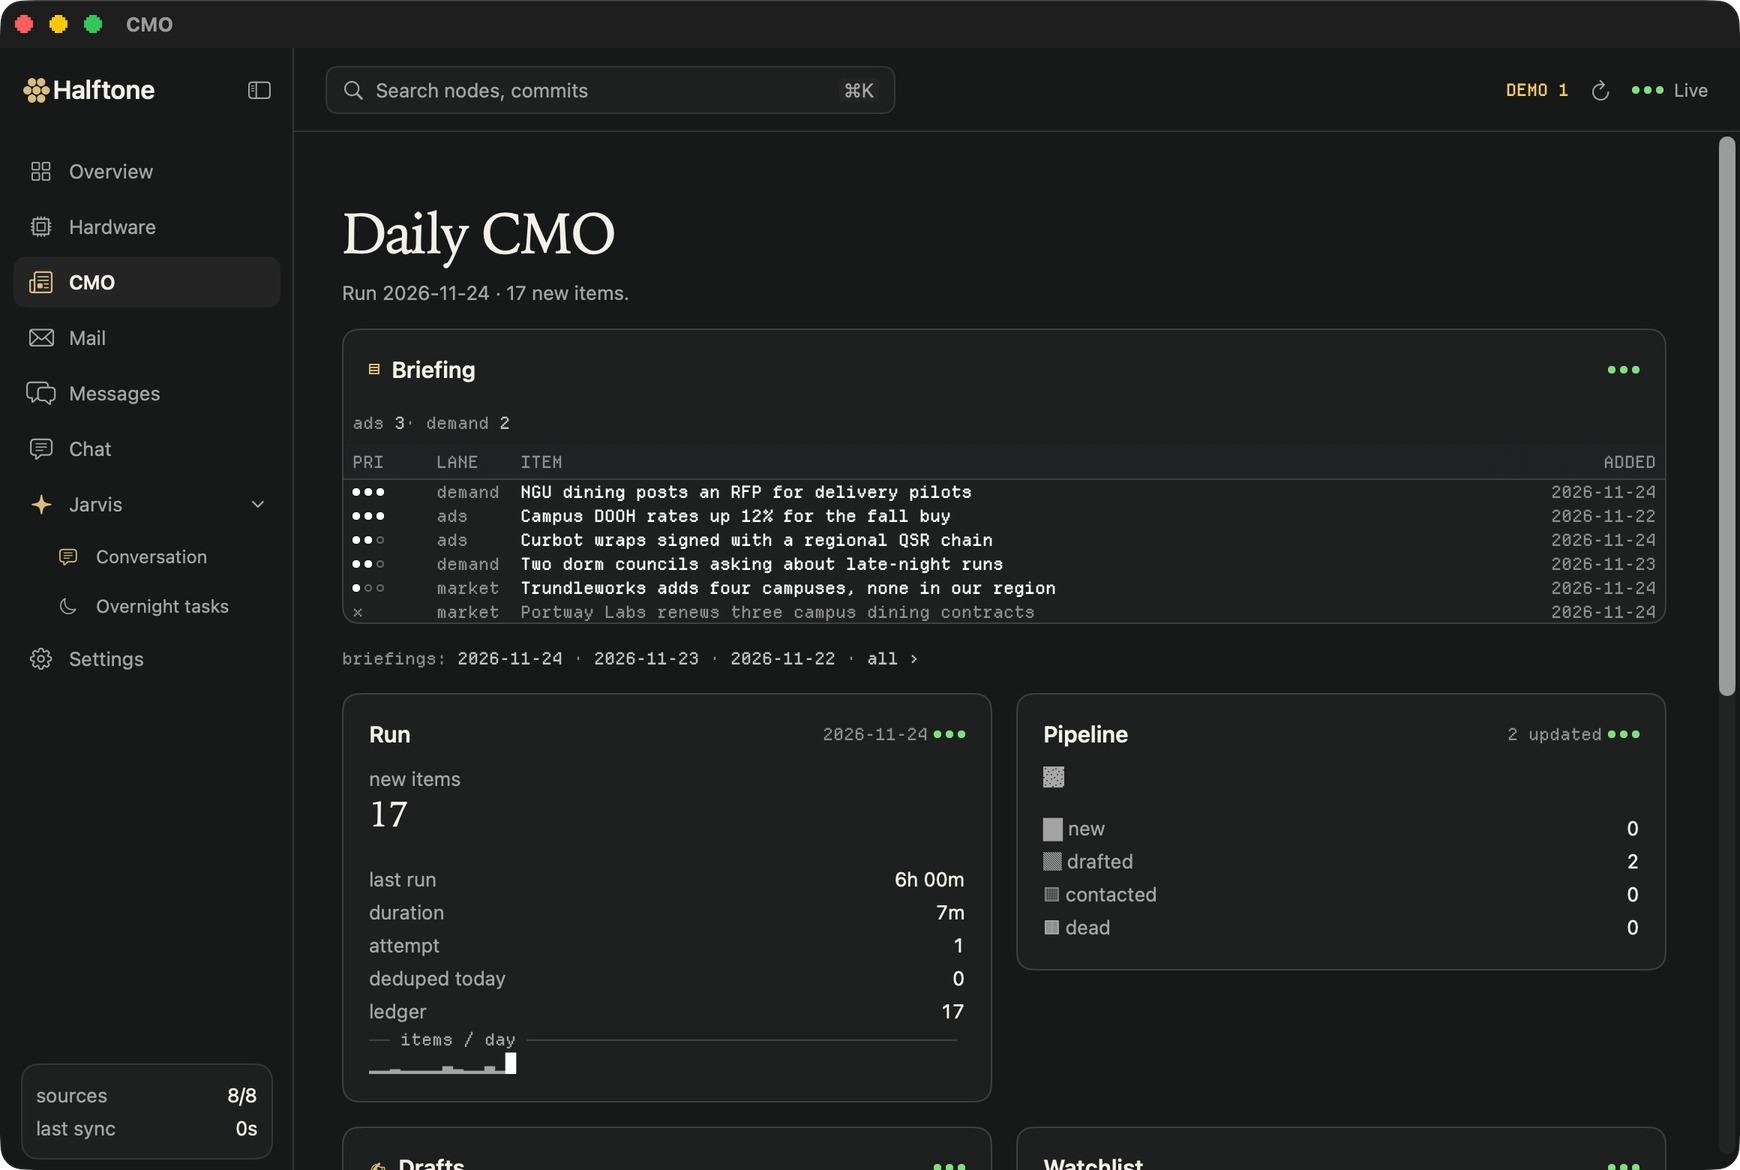 CMO
Halftone
Search nodes, commits ⌘K
DEMO 1
Live
Overview
Hardware
CMO
Mail
Messages
Chat
Jarvis
Conversation
Overnight tasks
Settings
sources 8/8
last sync 0s
Daily CMO
Run 2026-11-24 · 17 new items.
Briefing
ads 3· demand 2
PRI LANE ITEM ADDED
●●● demand NGU dining posts an RFP for delivery pilots 2026-11-24
●●● ads Campus DOOH rates up 12% for the fall buy 2026-11-22
●●○ ads Curbot wraps signed with a regional QSR chain 2026-11-24
●●○ demand Two dorm councils asking about late-night runs 2026-11-23
●○○ market Trundleworks adds four campuses, none in our region 2026-11-24
× market Portway Labs renews three campus dining contracts 2026-11-24
briefings: 2026-11-24 · 2026-11-23 · 2026-11-22 · all ›
Run 2026-11-24
new items
17
last run 6h 00m
duration 7m
attempt 1
deduped today 0
ledger 17
items / day
Pipeline 2 updated
new 0
drafted 2
contacted 0
dead 0
Drafts
Watchlist